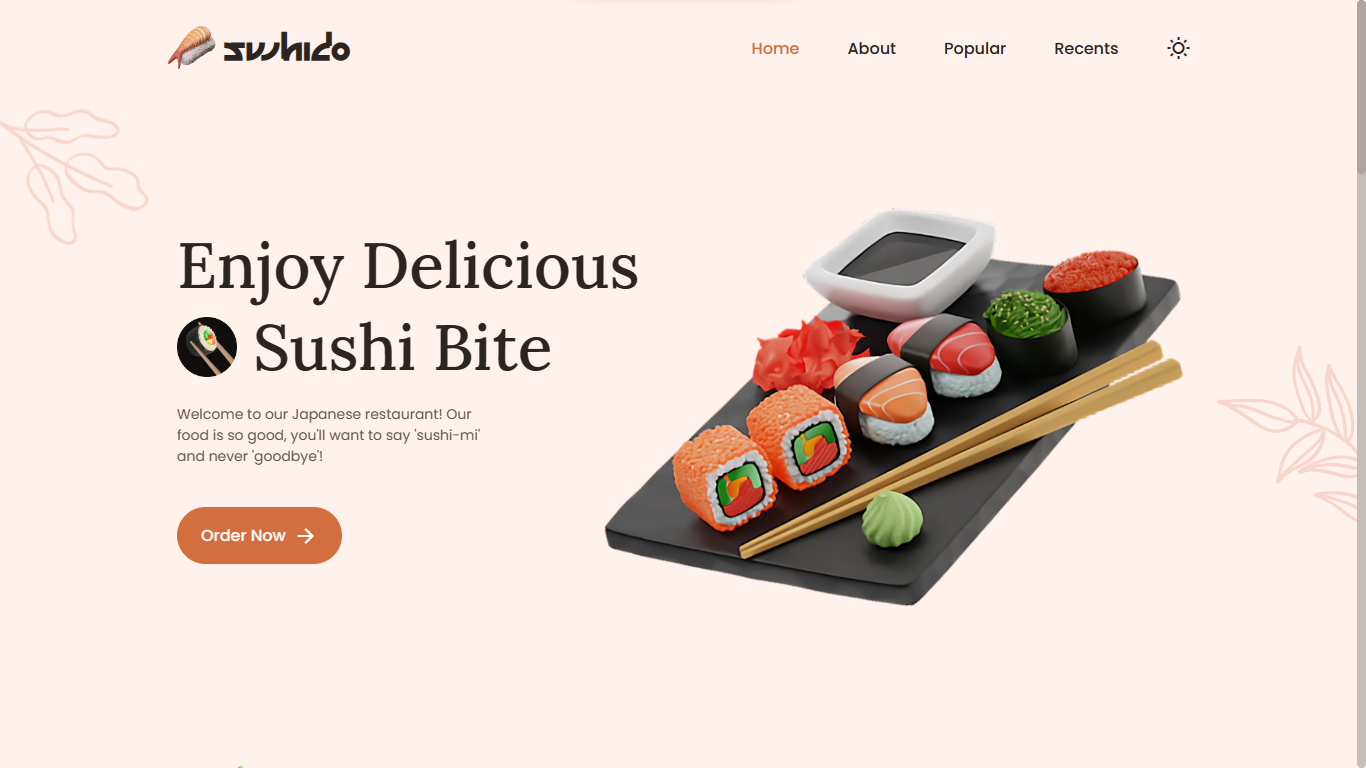 sushido
Home About Popular Recents
Enjoy Delicious
Sushi Bite
Welcome to our Japanese restaurant! Our
food is so good, you'll want to say 'sushi-mi'
and never 'goodbye'!
Order Now